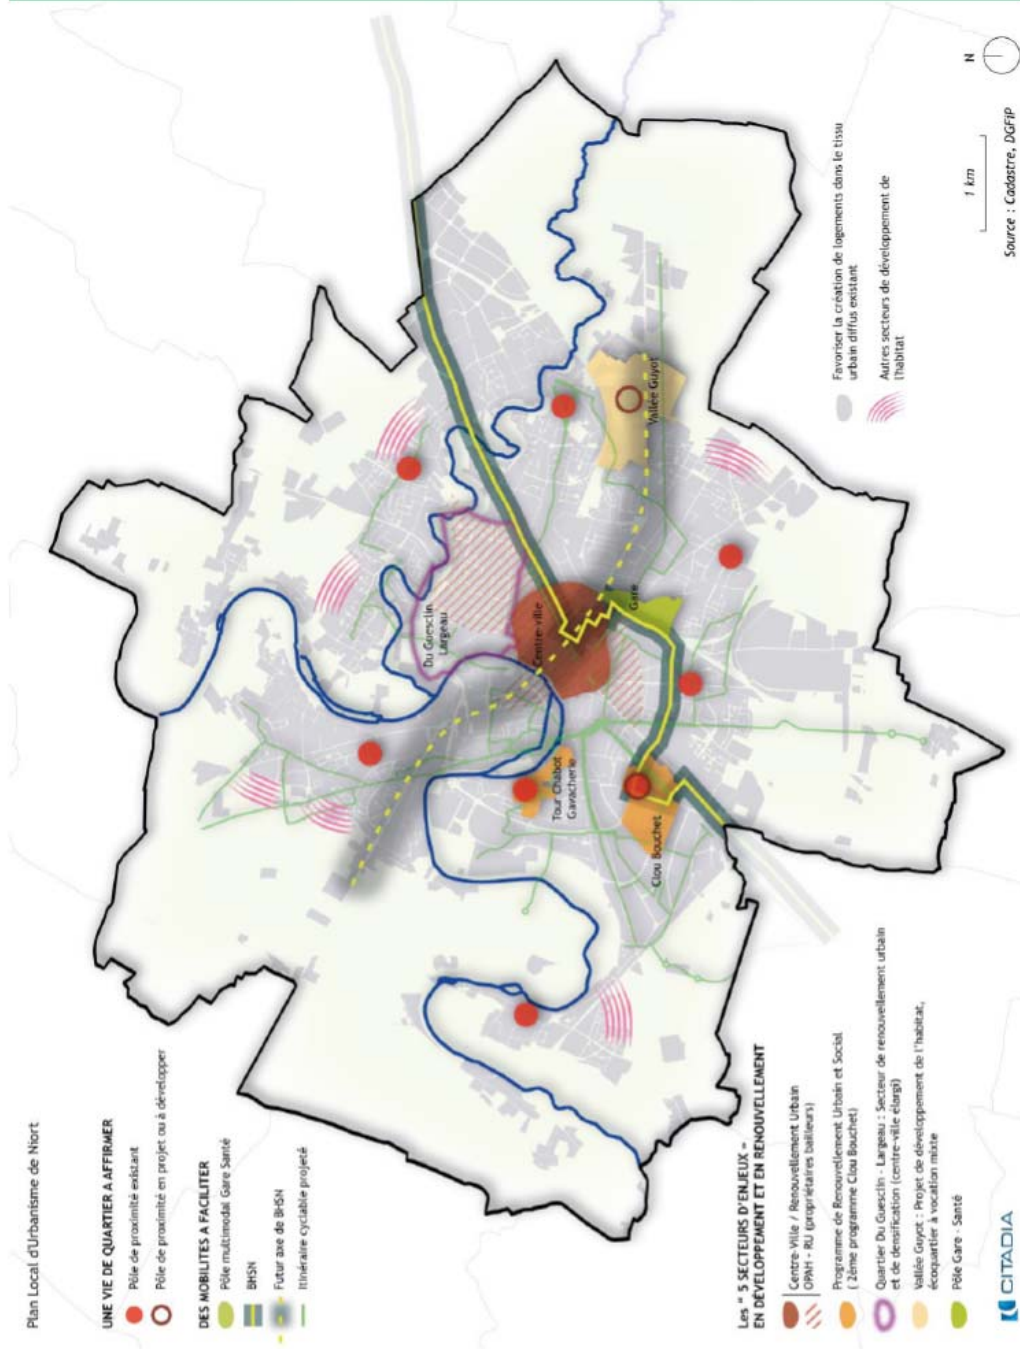 Plan Local d'Urbanisme de Niort
UNE VIE DE QUARTIER A AFFIRMER
Pôle de proximité existant
Pôle de proximité en projet ou à développer
DES MOBILITES A FACILITER
Pôle multimodal Gare Santé
BHSN
Futur axe de BHSN
Itinéraire cyclable projeté
Les " 5 SECTEURS D'ENJEUX "
EN DÉVELOPPEMENT ET EN RENOUVELLEMENT
Centre-Ville / Renouvellement Urbain
OPAH - RU (propriétaires bailleurs)
Programme de Renouvellement Urbain et Social
( 2ème programme Clou Bouchet)
Quartier Du Guesclin - Largeau : Secteur de renouvellement urbain
et de densification (centre-ville élargi)
Vallée Guyot : Projet de développement de l'habitat,
écoquartier à vocation mixte
Pôle Gare - Santé
CITADIA
Du Guesclin
Largeau
Centre-ville
Gare
Tour Chabot
Gavacherie
Clou Bouchet
Vallée Guyot
Favoriser la création de logements dans le tissu
urbain diffus existant
Autres secteurs de développement de
l'habitat
N
1 km
Source : Cadastre, DGFiP